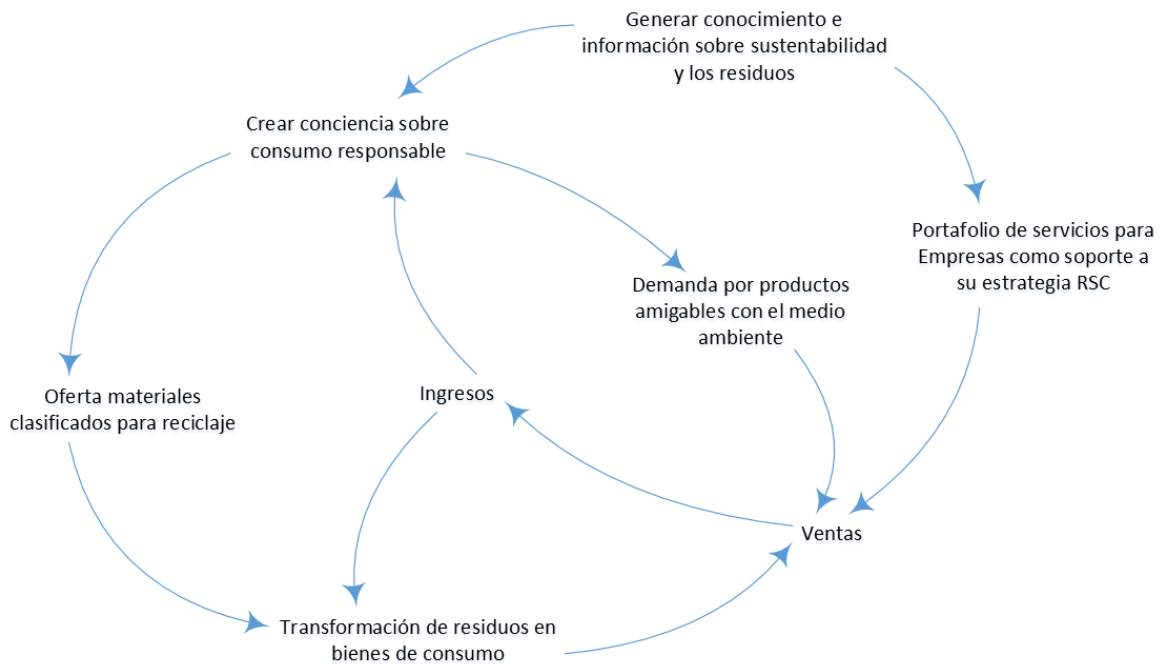 Generar conocimiento e
información sobre sustentabilidad
y los residuos
Crear conciencia sobre
consumo responsable
Portafolio de servicios para
Empresas como soporte a
su estrategia RSC
Demanda por productos
amigables con el medio
ambiente
Oferta materiales
clasificados para reciclaje
Ingresos
Ventas
Transformación de residuos en
bienes de consumo